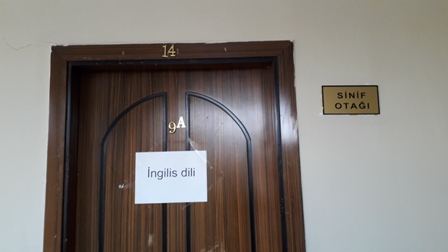 14
9A
İngilis dili
SİNİF
OTAĞI